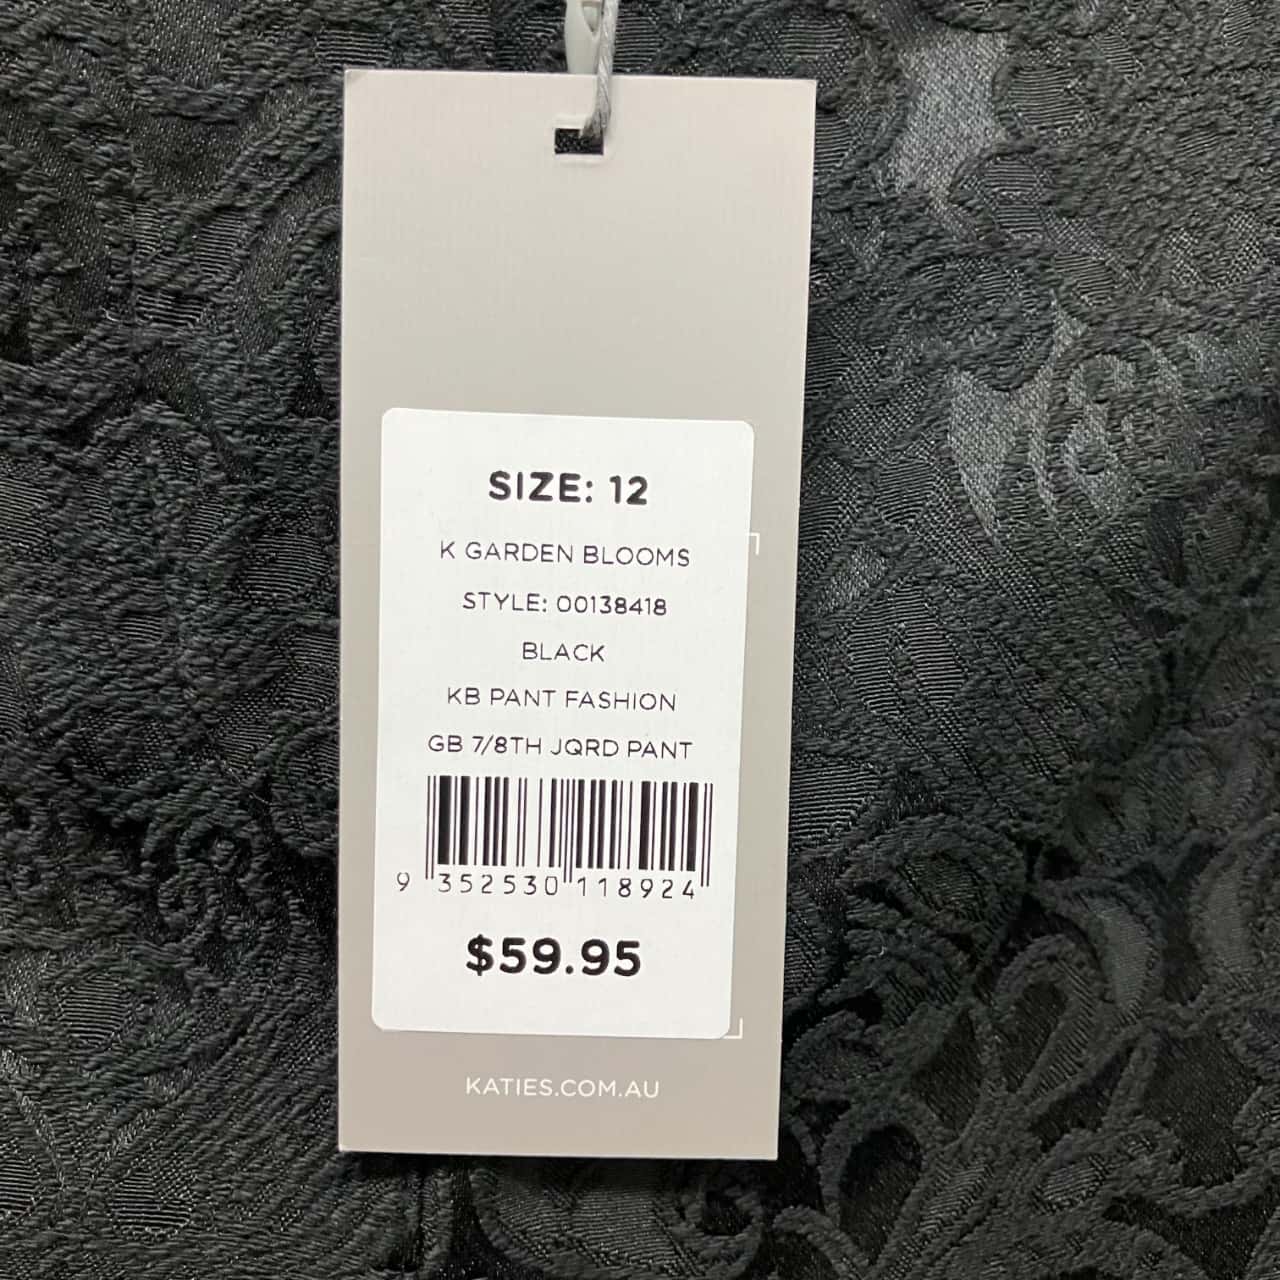 SIZE: 12
K GARDEN BLOOMS
STYLE: 00138418
BLACK
KB PANT FASHION
GB 7/8TH JQRD PANT
9 352530 118924
$59.95
KATIES.COM.AU